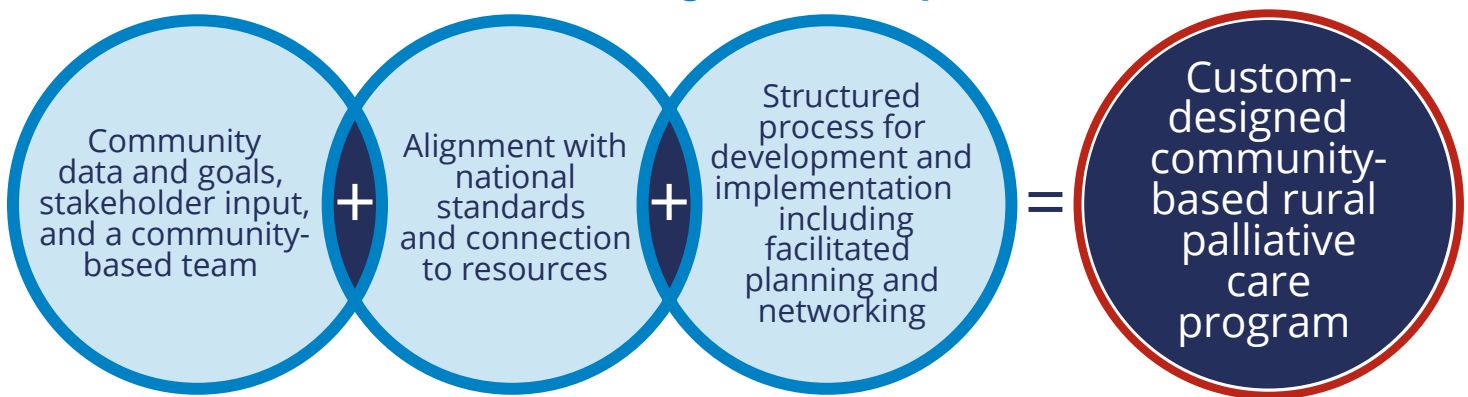 Community
data and goals,
stakeholder input,
and a community-
based team
+
Alignment with
national
standards
and connection
to resources
+
Structured
process for
development and
implementation
including
facilitated
planning and
networking
=
Custom-
designed
community-
based rural
palliative
care
program